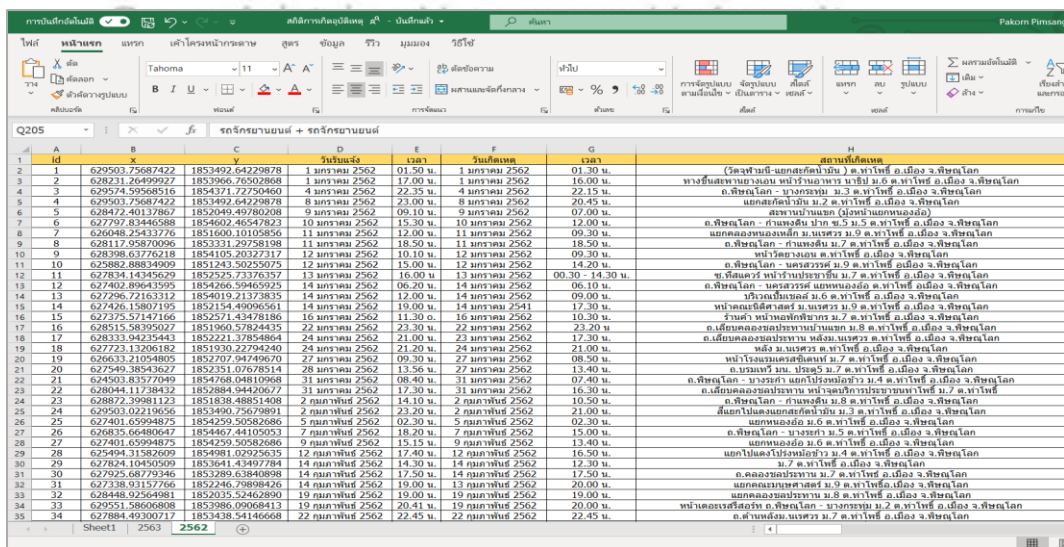 การบันทึกอัตโนมัติ สถิติการเกิดอุบัติเหตุ - บันทึกแล้ว ค้นหา Pakorn Pimsang
ไฟล์ หน้าแรก แทรก เค้าโครงหน้ากระดาษ สูตร ข้อมูล รีวิว มุมมอง วิธีใช้
วาง ตัด คัดลอก ตัวคัดวางรูปแบบ คลิปบอร์ด
Tahoma 11 B I U ฟอนต์
ตัดข้อความ ผสานและจัดกึ่งกลาง การจัดแนว
ทั่วไป ตัวเลข
การจัดรูปแบบตามเงื่อนไข จัดรูปแบบเป็นตาราง สไตล์เซลล์ สไตล์
แทรก ลบ รูปแบบ เซลล์
ผลรวมอัตโนมัติ เติม ล้าง การแก้ไข
Q205 fx รถจักรยานยนต์ + รถจักรยานยนต์
A B C D E F G H
1 id x y วันรับแจ้ง เวลา วันเกิดเหตุ เวลา สถานที่เกิดเหตุ
2 1 629503.75687422 1853492.64229878 1 มกราคม 2562 01.50 น. 1 มกราคม 2562 01.30 น. (วัดจุฬามณี-แยกสะกัดน้ำมัน ) ต.ท่าโพธิ์ อ.เมือง จ.พิษณุโลก
3 2 628231.26499927 1853966.76502868 1 มกราคม 2562 17.00 น. 1 มกราคม 2562 16.00 น. ทางขึ้นสะพานยางเอน หน้าร้านอาหาร นาธิป ม.6 ต.ท่าโพธิ์ อ.เมือง จ.พิษณุโลก
4 3 629574.59568516 1854371.72750460 4 มกราคม 2562 22.35 น. 4 มกราคม 2562 22.15 น. ถ.พิษณุโลก - บางกระทุ่ม ม.3 ต.ท่าโพธิ์ อ.เมือง จ.พิษณุโลก
5 4 629503.75687422 1853492.64229878 8 มกราคม 2562 23.00 น. 8 มกราคม 2562 20.45 น. แยกสะกัดน้ำมัน ม.2 ต.ท่าโพธิ์ อ.เมือง จ.พิษณุโลก
6 5 628472.40137867 1852049.49780208 9 มกราคม 2562 09.10 น. 9 มกราคม 2562 07.00 น. สะพานบ้านแขก (มุ่งหน้าแยกหนองอ้อ)
7 6 627797.83446588 1854602.46547823 10 มกราคม 2562 15.30 น. 10 มกราคม 2562 12.00 น. ถ.พิษณุโลก - กำแพงดิน ปาก ซ.5 ม.5 ต.ท่าโพธิ์ อ.เมือง จ.พิษณุโลก
8 7 626048.25433776 1851600.10105856 11 มกราคม 2562 12.00 น. 11 มกราคม 2562 09.30 น. แยกคลองหนองเหล็ก ม.นเรศวร ม.9 ต.ท่าโพธิ์ อ.เมือง จ.พิษณุโลก
9 8 628117.95870096 1853331.29758198 11 มกราคม 2562 18.50 น. 11 มกราคม 2562 18.50 น. ถ.พิษณุโลก - กำแพงดิน ม.7 ต.ท่าโพธิ์ อ.เมือง จ.พิษณุโลก
10 9 628398.63776218 1854105.20327317 12 มกราคม 2562 10.10 น. 12 มกราคม 2562 09.30 น. หน้าวัดยางเอน ต.ท่าโพธิ์ อ.เมือง จ.พิษณุโลก
11 10 625882.88834909 1851243.50255075 12 มกราคม 2562 15.00 น. 12 มกราคม 2562 14.20 น. ถ.พิษณุโลก - นครสวรรค์ ม.9 ต.ท่าโพธิ์ อ.เมือง จ.พิษณุโลก
12 11 627834.14345629 1852525.73376357 13 มกราคม 2562 16.00 น 13 มกราคม 2562 00.30 - 14.30 น. ซ.ทีสแควร์ หน้าร้านประชาชื่น ม.7 ต.ท่าโพธิ์ อ.เมือง จ.พิษณุโลก
13 12 627402.89643595 1854266.59465925 14 มกราคม 2562 06.20 น. 14 มกราคม 2562 06.10 น. ถ.พิษณุโลก - นครสวรรค์ แยกหนองอ้อ ต.ท่าโพธิ์ อ.เมือง จ.พิษณุโลก
14 13 627296.72163312 1854019.21373835 14 มกราคม 2562 12.00 น. 14 มกราคม 2562 09.00 น. บริเวณปั๊มเชลล์ ม.6 ต.ท่าโพธิ์ อ.เมือง จ.พิษณุโลก
15 14 627426.15807195 1852154.49096561 14 มกราคม 2562 19.00 น. 14 มกราคม 2541 17.30 น. หน้าคณะนิติศาสตร์ ม.นเรศวร ม.9 ต.ท่าโพธิ์ อ.เมือง จ.พิษณุโลก
16 15 627375.57147166 1852571.43478186 16 มกราคม 2562 11.30 o. 16 มกราคม 2562 10.30 น. ร้านค้า หน้าหอพักพิชากร ม.7 ต.ท่าโพธิ์ อ.เมือง จ.พิษณุโลก
17 16 628515.58395027 1851960.57824435 22 มกราคม 2562 23.30 น. 22 มกราคม 2562 23.20 น ถ.เลียบคลองชลประทานบ้านแขก ม.8 ต.ท่าโพธิ์ อ.เมือง จ.พิษณุโลก
18 17 628333.94235443 1852221.37854864 24 มกราคม 2562 21.00 น. 23 มกราคม 2562 17.30 น. ถ.เลียบคลองชลประทาน หลังม.นเรศวร ต.ท่าโพธิ์ อ.เมือง จ.พิษณุโลก
19 18 627723.13206182 1851930.22794240 24 มกราคม 2562 21.20 น. 24 มกราคม 2562 21.00 น. หลัง ม.นเรศวร ต.ท่าโพธิ์ อ.เมือง จ.พิษณุโลก
20 19 626633.21054805 1852707.94749670 27 มกราคม 2562 09.30 น. 27 มกราคม 2562 08.50 น. หน้าโรงแรมเดรสซิเดนท์ ม.7 ต.ท่าโพธิ์ อ.เมือง จ.พิษณุโลก
21 20 627549.38543627 1852351.07678514 28 มกราคม 2562 13.56 น. 27 มกราคม 2562 13.40 น. ถ.บรมเทวี มน. ประตู5 ม.7 ต.ท่าโพธิ์ อ.เมือง จ.พิษณุโลก
22 21 624503.83577049 1854768.04810968 31 มกราคม 2562 08.40 น. 31 มกราคม 2562 07.40 น. ถ.พิษณุโลก - บางระกำ แยกโปร่งหม้อข้าว ม.4 ต.ท่าโพธิ์ อ.เมือง จ.พิษณุโลก
23 22 628044.11738432 1852884.94420677 31 มกราคม 2562 17.30 น. 31 มกราคม 2562 16.30 น. ถ.เลียบคลองชลประทาน หน้าจุดบริการประชาชนท่าโพธิ์ ม.7 ต.ท่าโพธิ์
24 23 628872.39981123 1851838.48851408 2 กุมภาพันธ์ 2562 14.10 น. 2 กุมภาพันธ์ 2562 10.50 น. ถ.พิษณุโลก - กำแพงดิน ม.8 ต.ท่าโพธิ์ อ.เมือง จ.พิษณุโลก
25 24 629503.02219656 1853490.75679891 2 กุมภาพันธ์ 2562 23.20 น. 2 กุมภาพันธ์ 2562 21.00 น. สี่แยกไปแดงแยกสะกัดน้ำมัน ม.3 ต.ท่าโพธิ์ อ.เมือง จ.พิษณุโลก
26 25 627401.65994875 1854259.50582686 5 กุมภาพันธ์ 2562 02.30 น. 5 กุมภาพันธ์ 2562 02.30 น. แยกหนองอ้อ ม.6 ต.ท่าโพธิ์ อ.เมือง จ.พิษณุโลก
27 26 626835.66480647 1854467.44105053 7 กุมภาพันธ์ 2562 18.20 น. 7 กุมภาพันธ์ 2562 15.00 น. ถ.พิษณุโลก - บางระกำ ม.5 ต.ท่าโพธิ์ อ.เมือง จ.พิษณุโลก
28 27 627401.65994875 1854259.50582686 9 กุมภาพันธ์ 2562 15.15 น. 9 กุมภาพันธ์ 2562 13.40 น. แยกหนองอ้อ ม.6 ต.ท่าโพธิ์ อ.เมือง จ.พิษณุโลก
29 28 625494.31582609 1854981.02925635 12 กุมภาพันธ์ 2562 17.40 น. 12 กุมภาพันธ์ 2562 16.50 น. แยกไปแดงโปร่งหม้อข้าว ม.4 ต.ท่าโพธิ์ อ.เมือง จ.พิษณุโลก
30 29 627824.10450509 1853641.43497784 14 กุมภาพันธ์ 2562 14.30 น. 14 กุมภาพันธ์ 2562 12.30 น. ม.7 ต.ท่าโพธิ์ อ.เมือง จ.พิษณุโลก
31 30 627925.68779346 1853289.63840898 14 กุมภาพันธ์ 2562 17.50 น. 14 กุมภาพันธ์ 2562 17.50 น. ถ.คลองชลประทาน ม.7 ต.ท่าโพธิ์ อ.เมือง จ.พิษณุโลก
32 31 627338.93157766 1852246.79898426 14 กุมภาพันธ์ 2562 19.00 น. 13 กุมภาพันธ์ 2562 20.00 น. แยกคณะมนุษศาสตร์ ม.9 ต.ท่าโพธิ์อ.เมือง จ.พิษณุโลก
33 32 628448.92564981 1852035.52462890 19 กุมภาพันธ์ 2562 19.00 น. 19 กุมภาพันธ์ 2562 19.00 น. แยกคลองชลประทาน ม.8 ต.ท่าโพธิ์ อ.เมือง จ.พิษณุโลก
34 33 629551.58606808 1853986.09068413 19 กุมภาพันธ์ 2562 20.41 น. 19 กุมภาพันธ์ 2562 20.00 น. หน้าเดอะเรสรีสอร์ท ถ.พิษณุโลก - บางกระทุ่ม ม.2 ต.ท่าโพธิ์ อ.เมือง จ.พิษณุโลก
35 34 627884.49300717 1853438.54146668 22 กุมภาพันธ์ 2562 22.45 น. 22 กุมภาพันธ์ 2562 22.45 น. ถ.ด้านหลังม.นเรศวร ม.7 ต.ท่าโพธิ์ อ.เมือง จ.พิษณุโลก
Sheet1 2563 2562